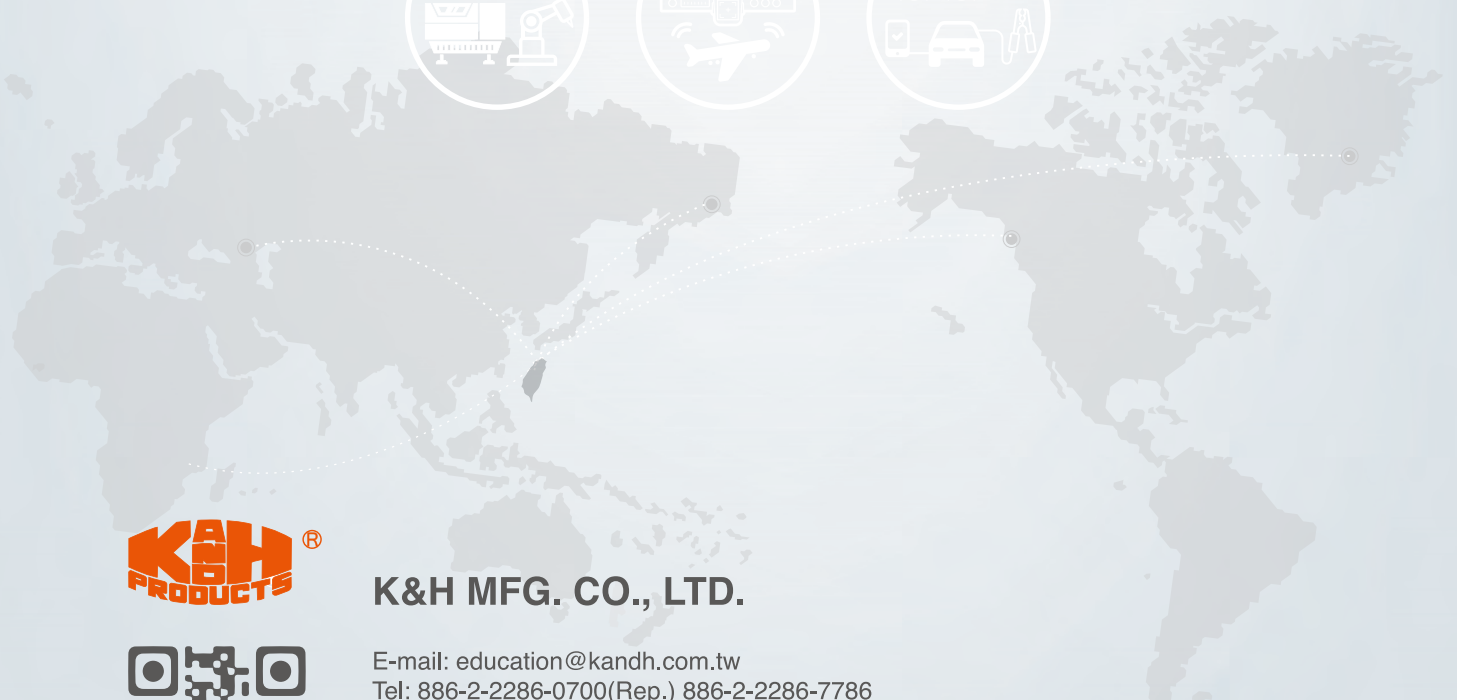 K AND H
PRODUCTS
®
K&H MFG. CO., LTD.
E-mail: education@kandh.com.tw
Tel: 886-2-2286-0700(Rep.) 886-2-2286-7786